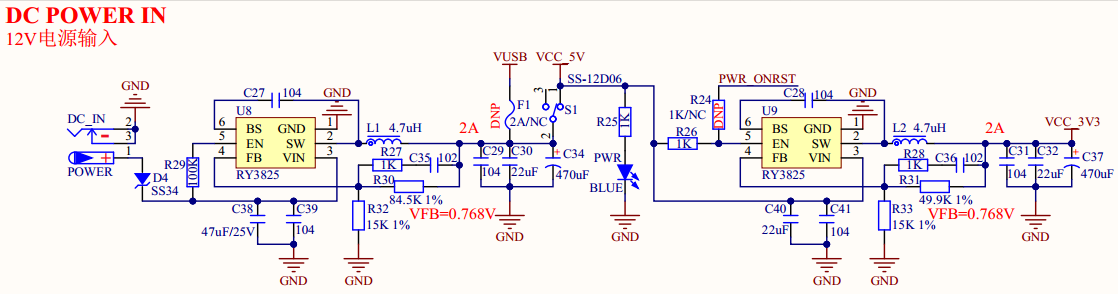 DC POWER IN
12V电源输入
GND
DC_IN
2
3
1
POWER
D4
SS34
R29
100K
C27
104
U8
6
5
4
BS
EN
FB
GND
SW
VIN
1
2
3
RY3825
GND
L1
4.7uH
2A
R27
1K
C35
102
R30
84.5K 1%
VFB=0.768V
R32
15K 1%
GND
C38
47uF/25V
C39
104
GND
C29
104
C30
22uF
C34
470uF
GND
VUSB
F1
2A/NC
DNP
VCC_5V
SS-12D06
3
1
2
S1
R25
1K
PWR
BLUE
GND
R26
1K
PWR_ONRST
R24
1K/NC
DNP
C28
104
U9
6
5
4
BS
EN
FB
GND
SW
VIN
1
2
3
RY3825
GND
L2
4.7uH
2A
R28
1K
C36
102
R31
49.9K 1%
VFB=0.768V
R33
15K 1%
GND
C40
22uF
C41
104
GND
C31
104
C32
22uF
VCC_3V3
C37
470uF
GND